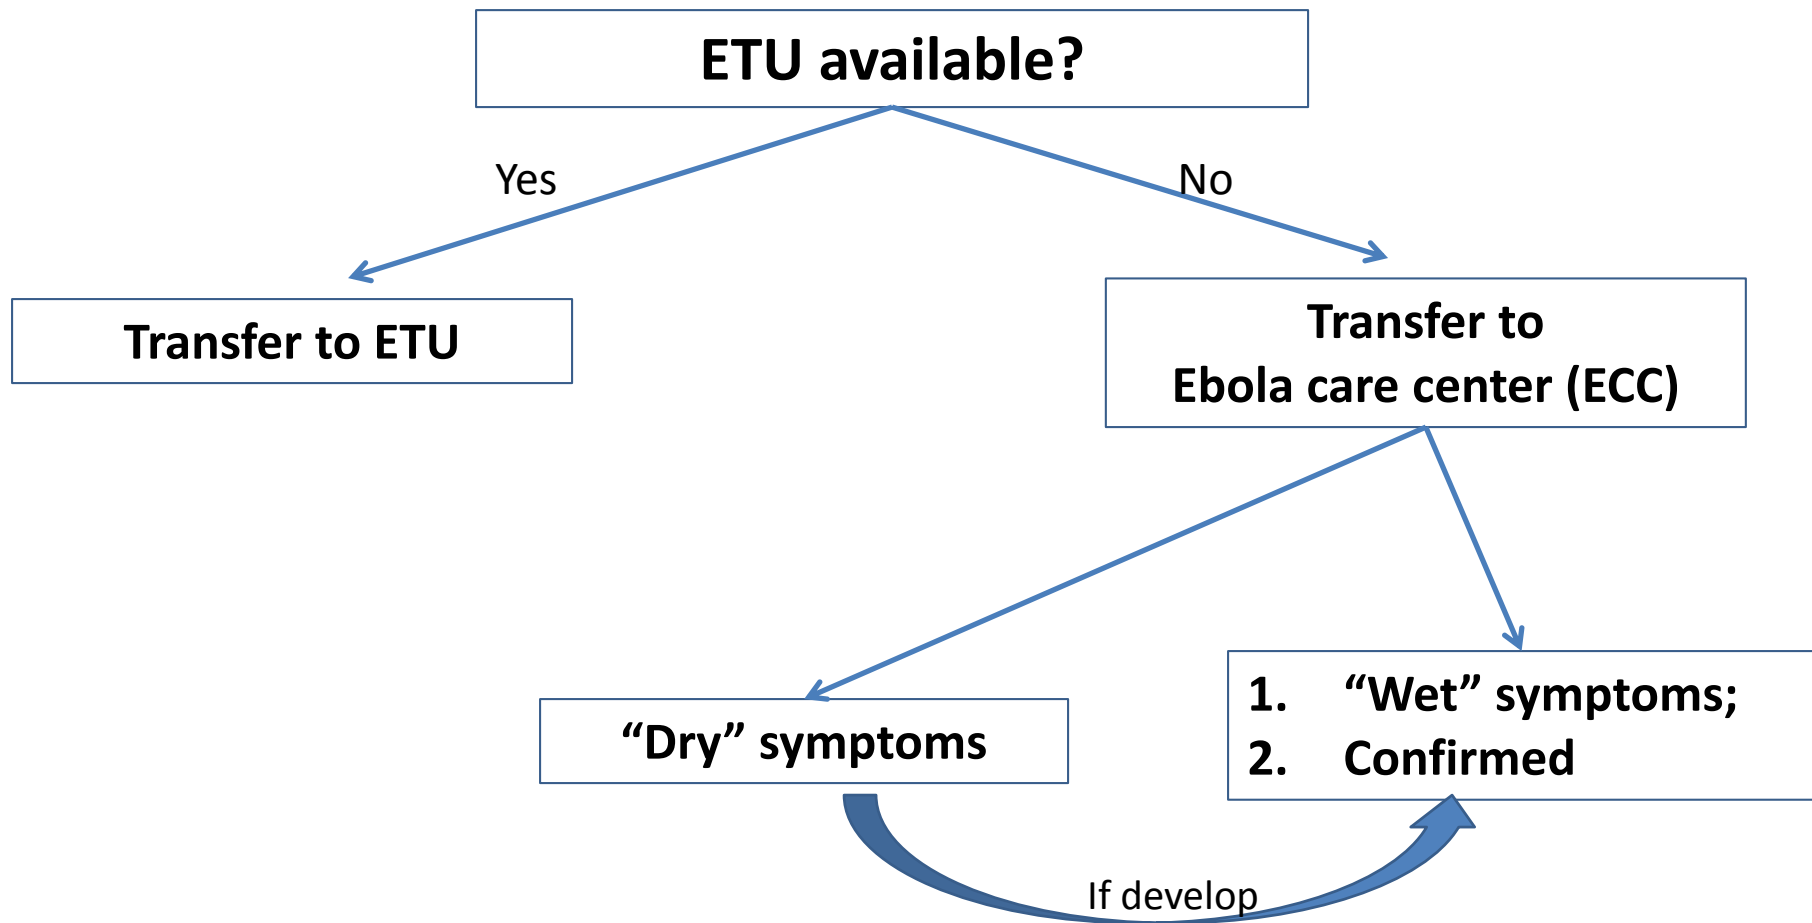 ETU available?
Yes
No
Transfer to ETU
Transfer to
Ebola care center (ECC)
“Dry” symptoms
1. “Wet” symptoms;
2. Confirmed
If develop